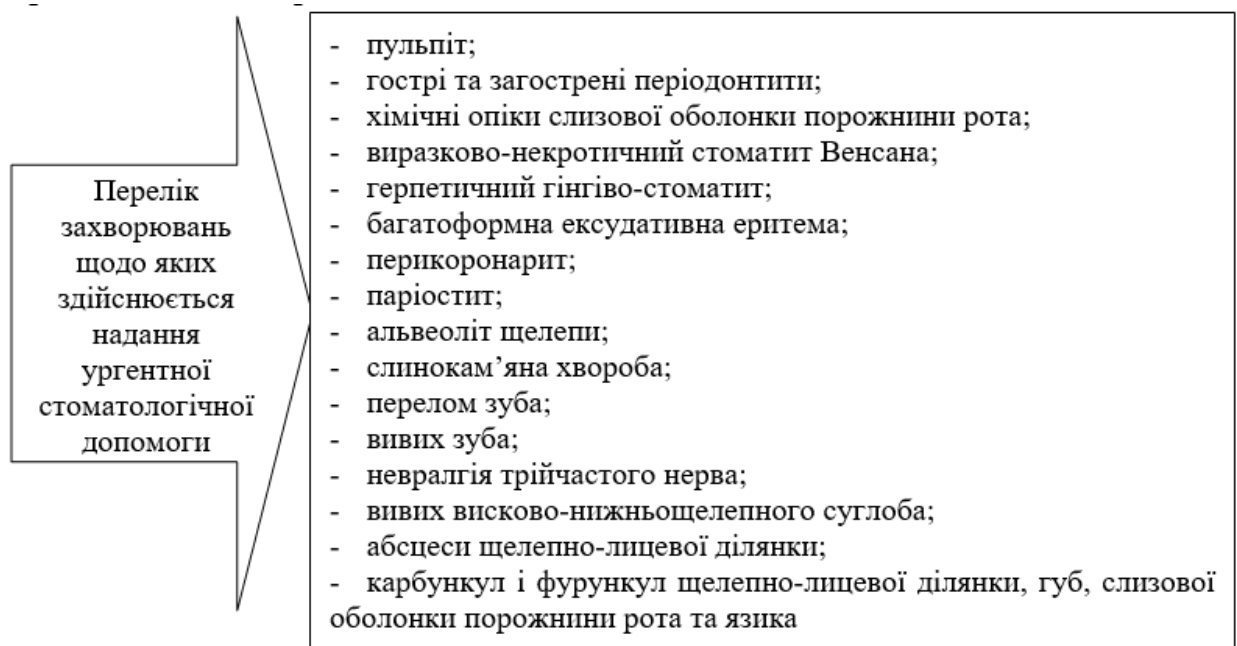 Перелік
захворювань
щодо яких
здійснюється
надання
ургентної
стоматологічної
допомоги
- пульпіт;
- гострі та загострені періодонтити;
- хімічні опіки слизової оболонки порожнини рота;
- виразково-некротичний стоматит Венсана;
- герпетичний гінгіво-стоматит;
- багатоформна ексудативна еритема;
- перикоронарит;
- паріостит;
- альвеоліт щелепи;
- слинокам’яна хвороба;
- перелом зуба;
- вивих зуба;
- невралгія трійчастого нерва;
- вивих висково-нижньощелепного суглоба;
- абсцеси щелепно-лицевої ділянки;
- карбункул і фурункул щелепно-лицевої ділянки, губ, слизової
оболонки порожнини рота та язика